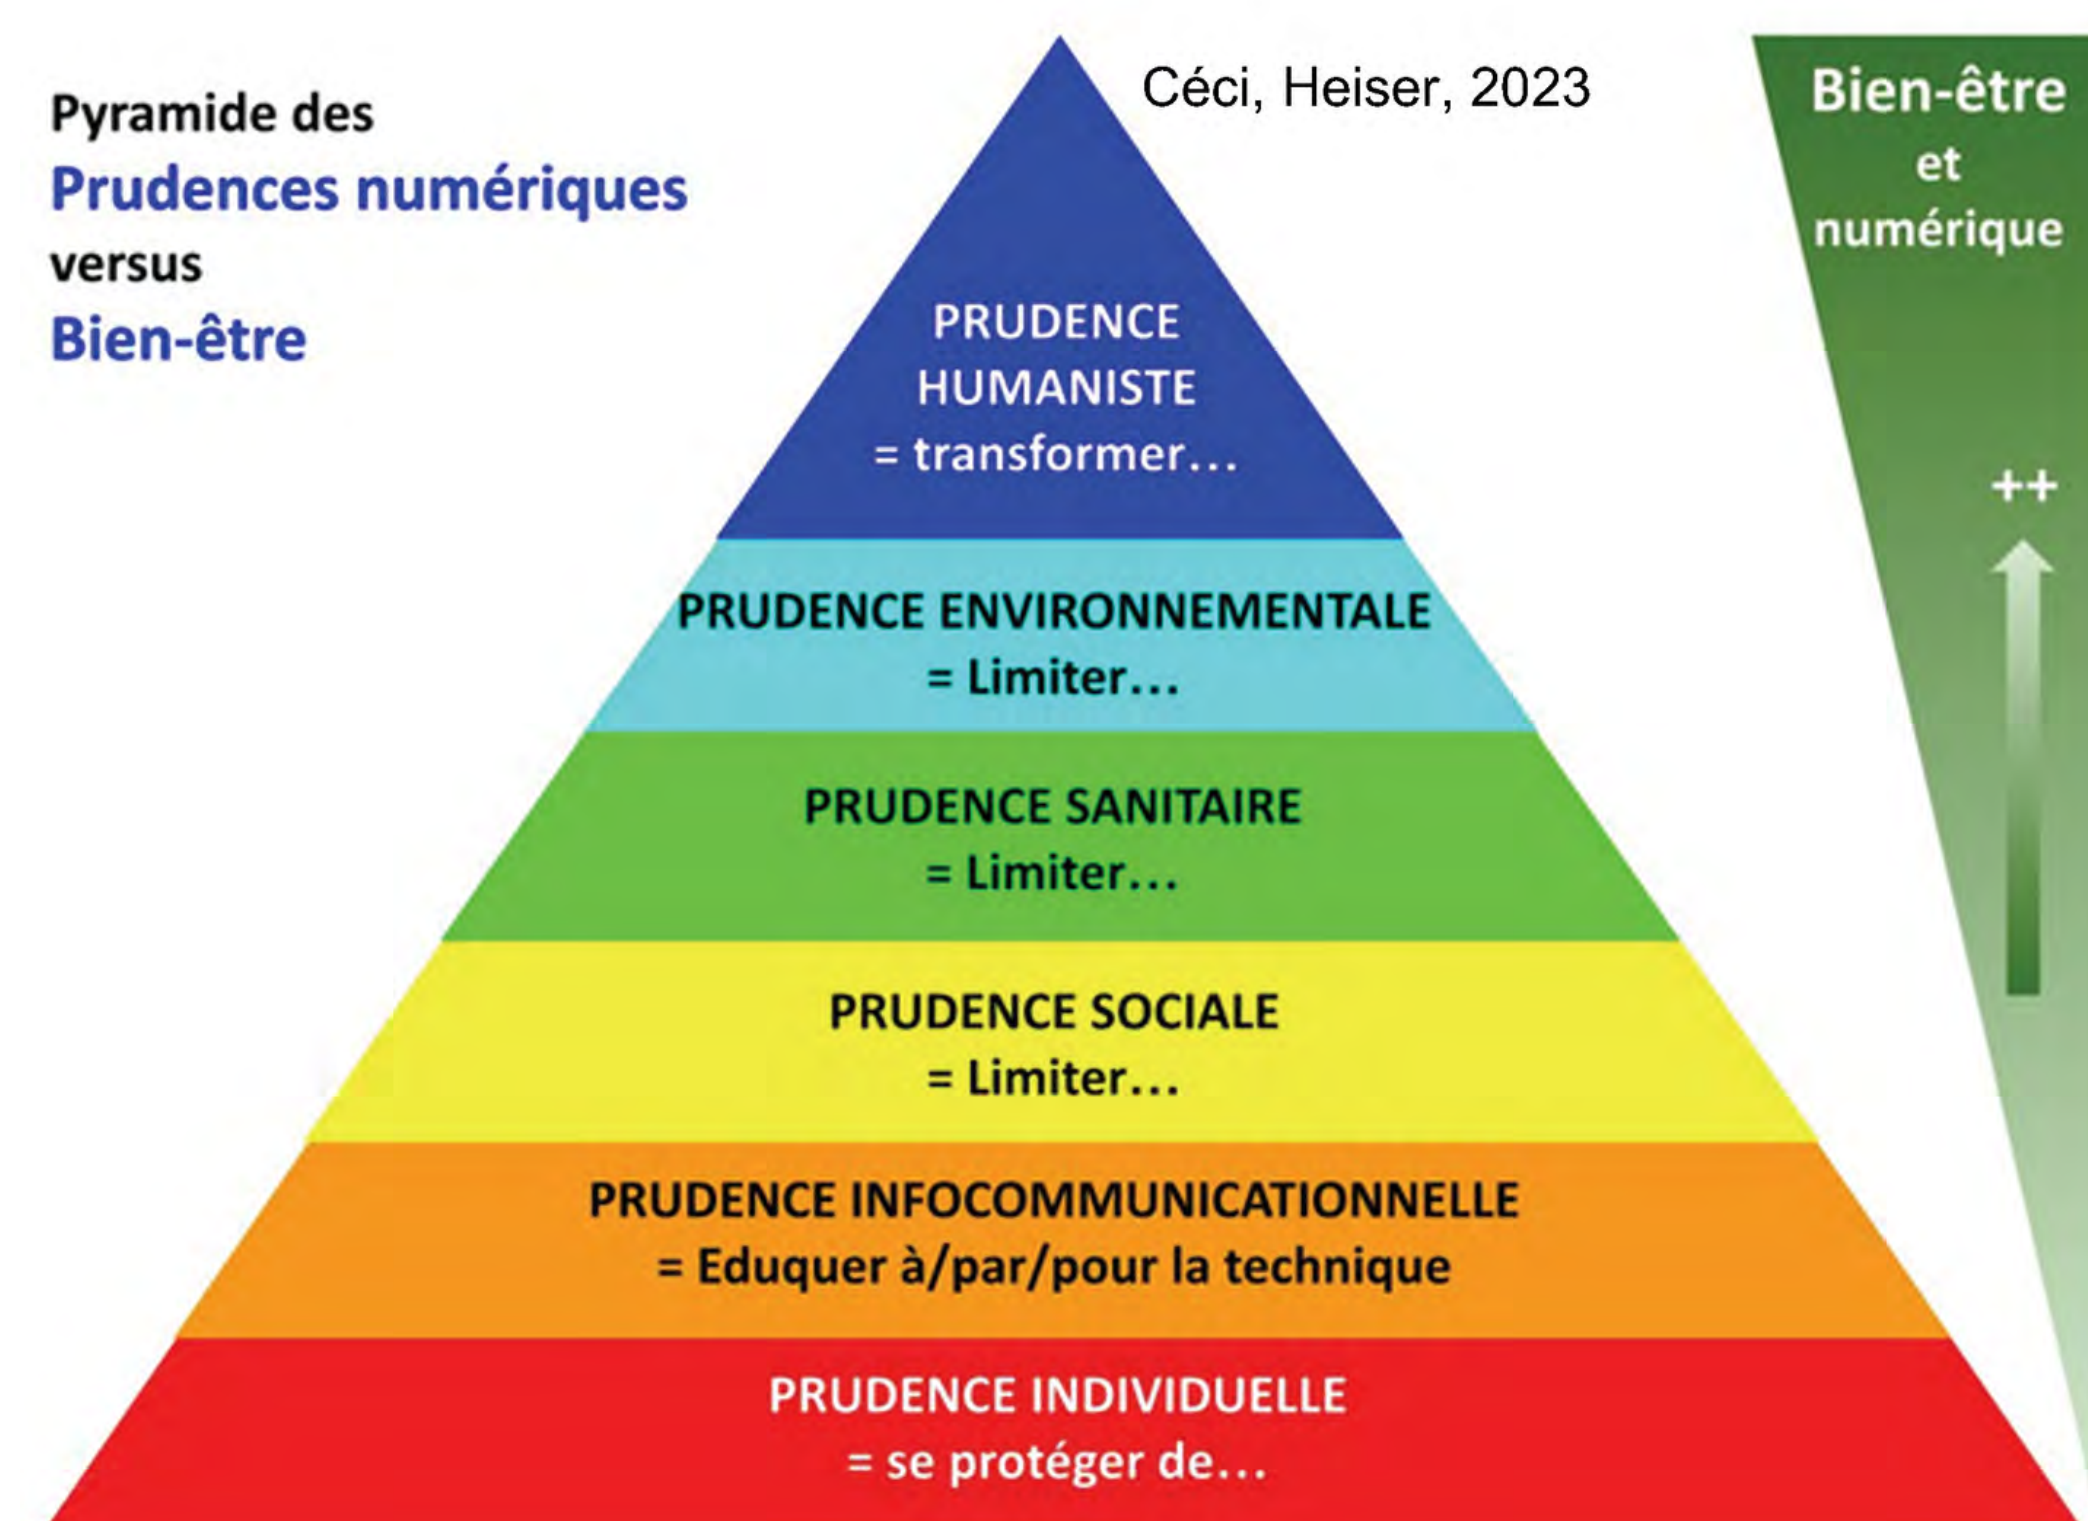 Pyramide des
Prudences numériques
versus
Bien-être
Céci, Heiser, 2023
Bien-être
et
numérique
++
PRUDENCE
HUMANISTE
= transformer…
PRUDENCE ENVIRONNEMENTALE
= Limiter…
PRUDENCE SANITAIRE
= Limiter…
PRUDENCE SOCIALE
= Limiter…
PRUDENCE INFOCOMMUNICATIONNELLE
= Eduquer à/par/pour la technique
PRUDENCE INDIVIDUELLE
= se protéger de…